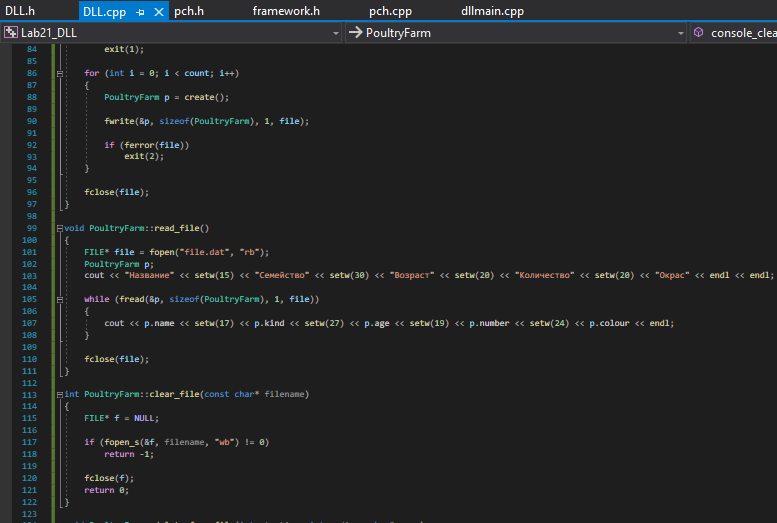 DLL.h DLL.cpp pch.h framework.h pch.cpp dllmain.cpp
Lab21_DLL PoultryFarm console_clea
84 exit(1);
85
86 for (int i = 0; i < count; i++)
87 {
88 PoultryFarm p = create();
89
90 fwrite(&p, sizeof(PoultryFarm), 1, file);
91
92 if (ferror(file))
93 exit(2);
94 }
95
96 fclose(file);
97 }
98
99 void PoultryFarm::read_file()
100 {
101 FILE* file = fopen("file.dat", "rb");
102 PoultryFarm p;
103 cout << "Название" << setw(15) << "Семейство" << setw(30) << "Возраст" << setw(20) << "Количество" << setw(20) << "Окрас" << endl << endl;
104
105 while (fread(&p, sizeof(PoultryFarm), 1, file))
106 {
107 cout << p.name << setw(17) << p.kind << setw(27) << p.age << setw(19) << p.number << setw(24) << p.colour << endl;
108 }
109
110 fclose(file);
111 }
112
113 int PoultryFarm::clear_file(const char* filename)
114 {
115 FILE* f = NULL;
116
117 if (fopen_s(&f, filename, "wb") != 0)
118 return -1;
119
120 fclose(f);
121 return 0;
122 }
123